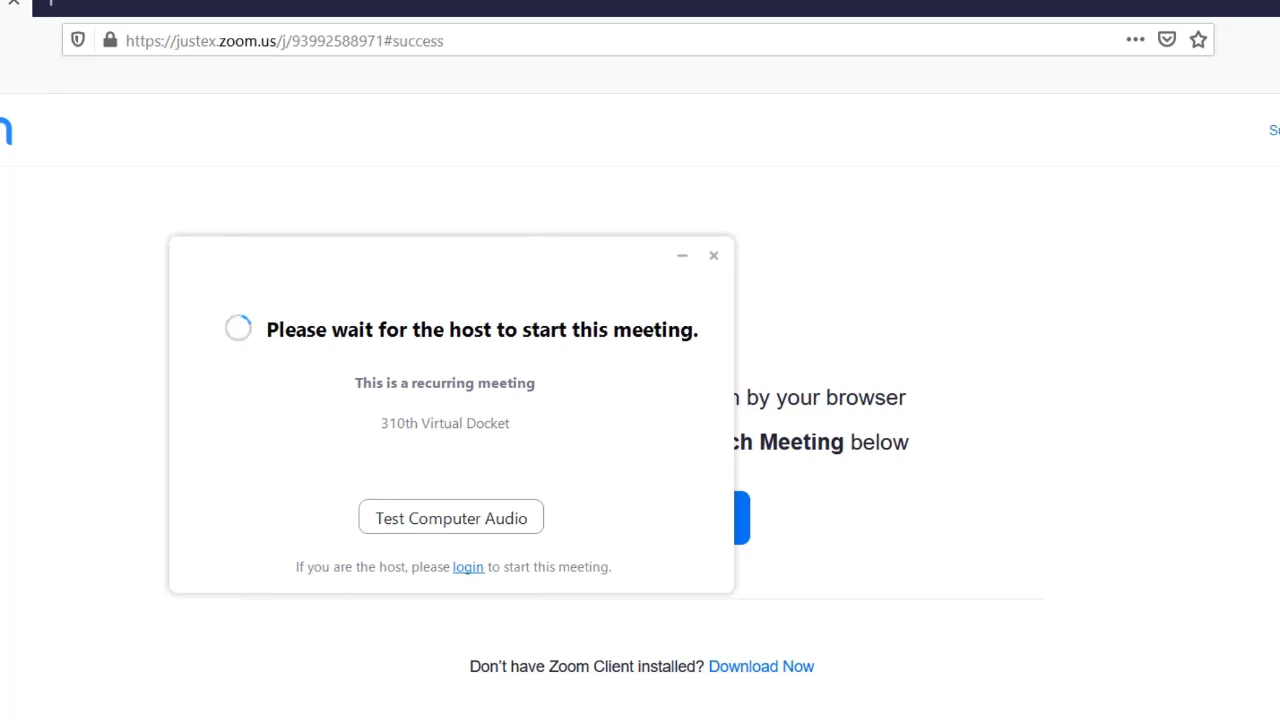 https://justex.zoom.us/j/93992588971#success
Please wait for the host to start this meeting.
This is a recurring meeting
310th Virtual Docket
by your browser
Meeting below
Test Computer Audio
If you are the host, please login to start this meeting.
Don't have Zoom Client installed? Download Now